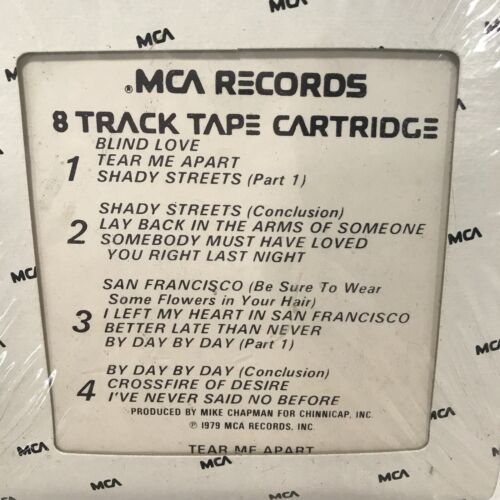 MCA
MCA
® MCA RECORDS
8 TRACK TAPE CARTRIDGE
1 BLIND LOVE
TEAR ME APART
SHADY STREETS (Part 1)
2 SHADY STREETS (Conclusion)
LAY BACK IN THE ARMS OF SOMEONE
SOMEBODY MUST HAVE LOVED
YOU RIGHT LAST NIGHT
3 SAN FRANCISCO (Be Sure To Wear
Some Flowers in Your Hair)
I LEFT MY HEART IN SAN FRANCISCO
BETTER LATE THAN NEVER
BY DAY BY DAY (Part 1)
4 BY DAY BY DAY (Conclusion)
CROSSFIRE OF DESIRE
I'VE NEVER SAID NO BEFORE
PRODUCED BY MIKE CHAPMAN FOR CHINNICAP, INC.
℗ 1979 MCA RECORDS, INC.
TEAR ME APART
MCA
MCA
MCA
MCA
MCA
MCA
MCA
MCA